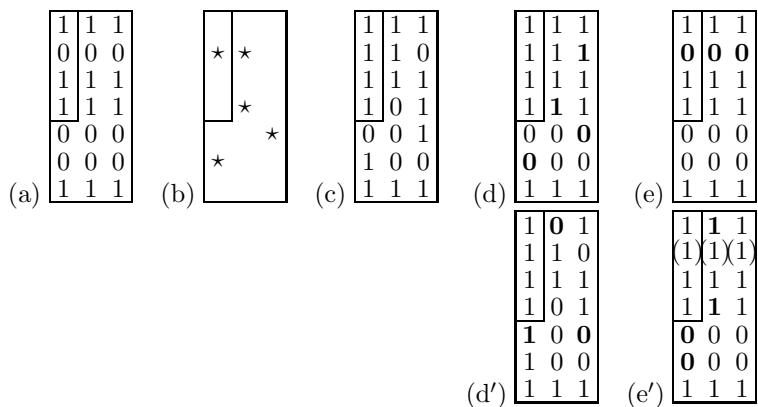 1 1 1 1 1 1 1 1 1 1 1 1
0 0 0 ⋆ ⋆ 1 1 0 1 1 1 0 0 0
1 1 1 1 1 1 1 1 1 1 1 1
1 1 1 ⋆ 1 0 1 1 1 1 1 1 1
0 0 0 ⋆ 0 0 1 0 0 0 0 0 0
0 0 0 ⋆ 1 0 0 0 0 0 0 0 0
(a) 1 1 1 (b) (c) 1 1 1 (d) 1 1 1 (e) 1 1 1
1 0 1 1 1 1
1 1 0 (1)(1)(1)
1 1 1 1 1 1
1 0 1 1 1 1
1 0 0 0 0 0
1 0 0 0 0 0
(d′) 1 1 1 (e′) 1 1 1